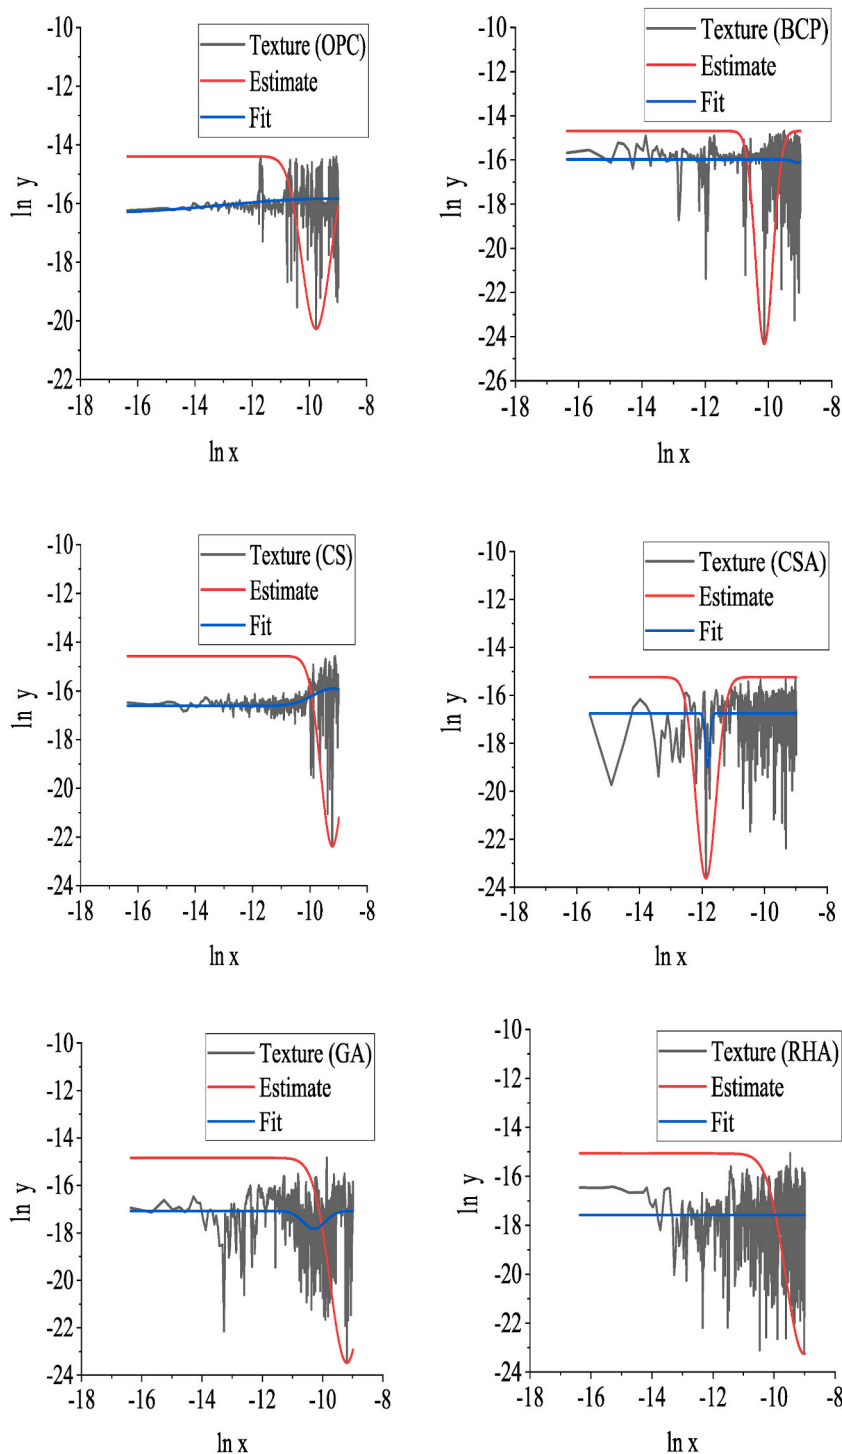 -10
-12
-14
-16
-18
-20
-22
ln y
-18 -16 -14 -12 -10 -8
ln x
Texture (OPC)
Estimate
Fit
-10
-12
-14
-16
-18
-20
-22
-24
-26
ln y
-18 -16 -14 -12 -10 -8
ln x
Texture (BCP)
Estimate
Fit
-10
-12
-14
-16
-18
-20
-22
-24
ln y
-18 -16 -14 -12 -10 -8
ln x
Texture (CS)
Estimate
Fit
-10
-12
-14
-16
-18
-20
-22
-24
ln y
-18 -16 -14 -12 -10 -8
ln x
Texture (CSA)
Estimate
Fit
-10
-12
-14
-16
-18
-20
-22
-24
ln y
-18 -16 -14 -12 -10 -8
ln x
Texture (GA)
Estimate
Fit
-10
-12
-14
-16
-18
-20
-22
-24
ln y
-18 -16 -14 -12 -10 -8
ln x
Texture (RHA)
Estimate
Fit